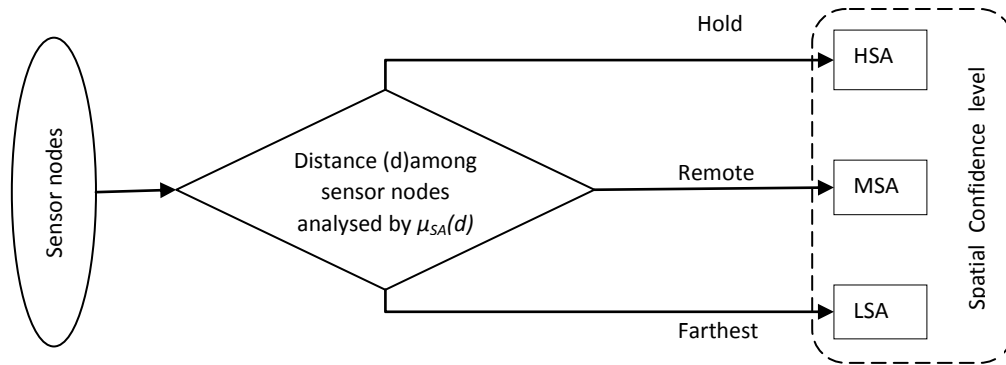 Sensor nodes
Distance (d)among
sensor nodes
analysed by μSA(d)
Hold
HSA
Remote
MSA
Farthest
LSA
Spatial Confidence level